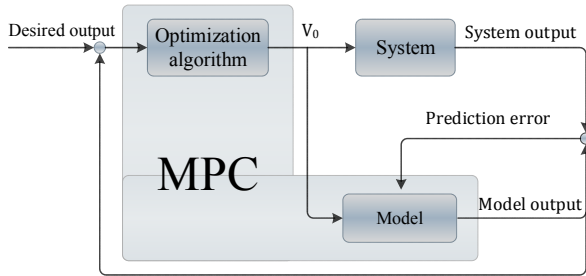 Desired output
Optimization
algorithm
V₀
System
System output
Prediction error
MPC
Model
Model output